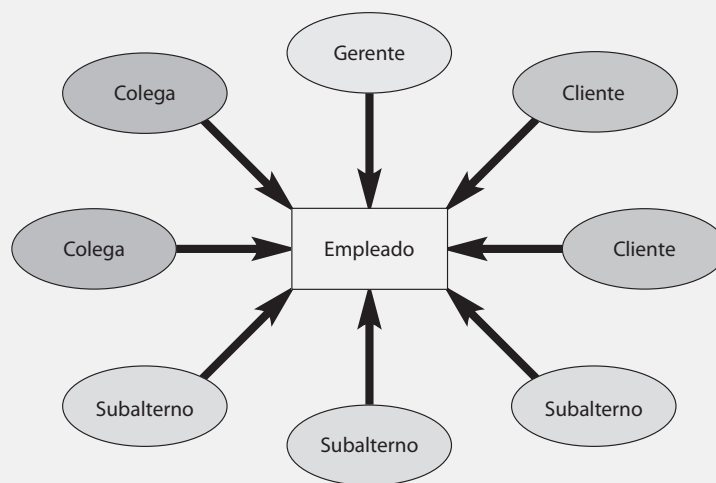 Gerente
Colega
Cliente
Colega
Empleado
Cliente
Subalterno
Subalterno
Subalterno